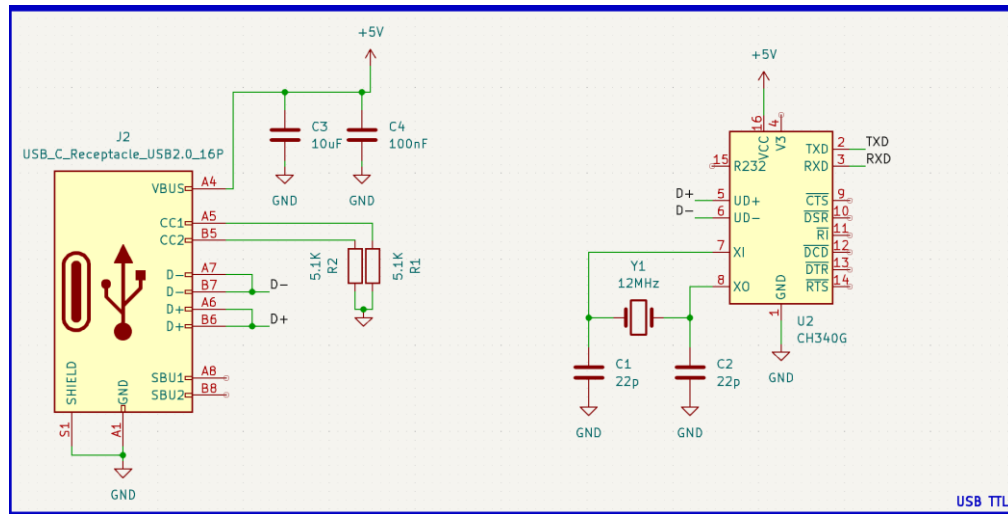 +5V
J2
USB_C_Receptacle_USB2.0_16P
C3
10uF
C4
100nF
GND
GND
VBUS
A4
CC1
A5
CC2
B5
D-
A7
D-
B7
D+
A6
D+
B6
D-
D+
SBU1
A8
SBU2
B8
SHIELD
GND
S1
A1
GND
5.1K
R2
5.1K
R1
+5V
16
VCC
4
V3
15
R232
TXD
2
TXD
RXD
3
RXD
D+
5
UD+
D-
6
UD-
7
XI
8
XO
CTS
9
DSR
10
RI
11
DCD
12
DTR
13
RTS
14
GND
1
U2
CH340G
GND
Y1
12MHz
C1
22p
C2
22p
GND
GND
USB TTL